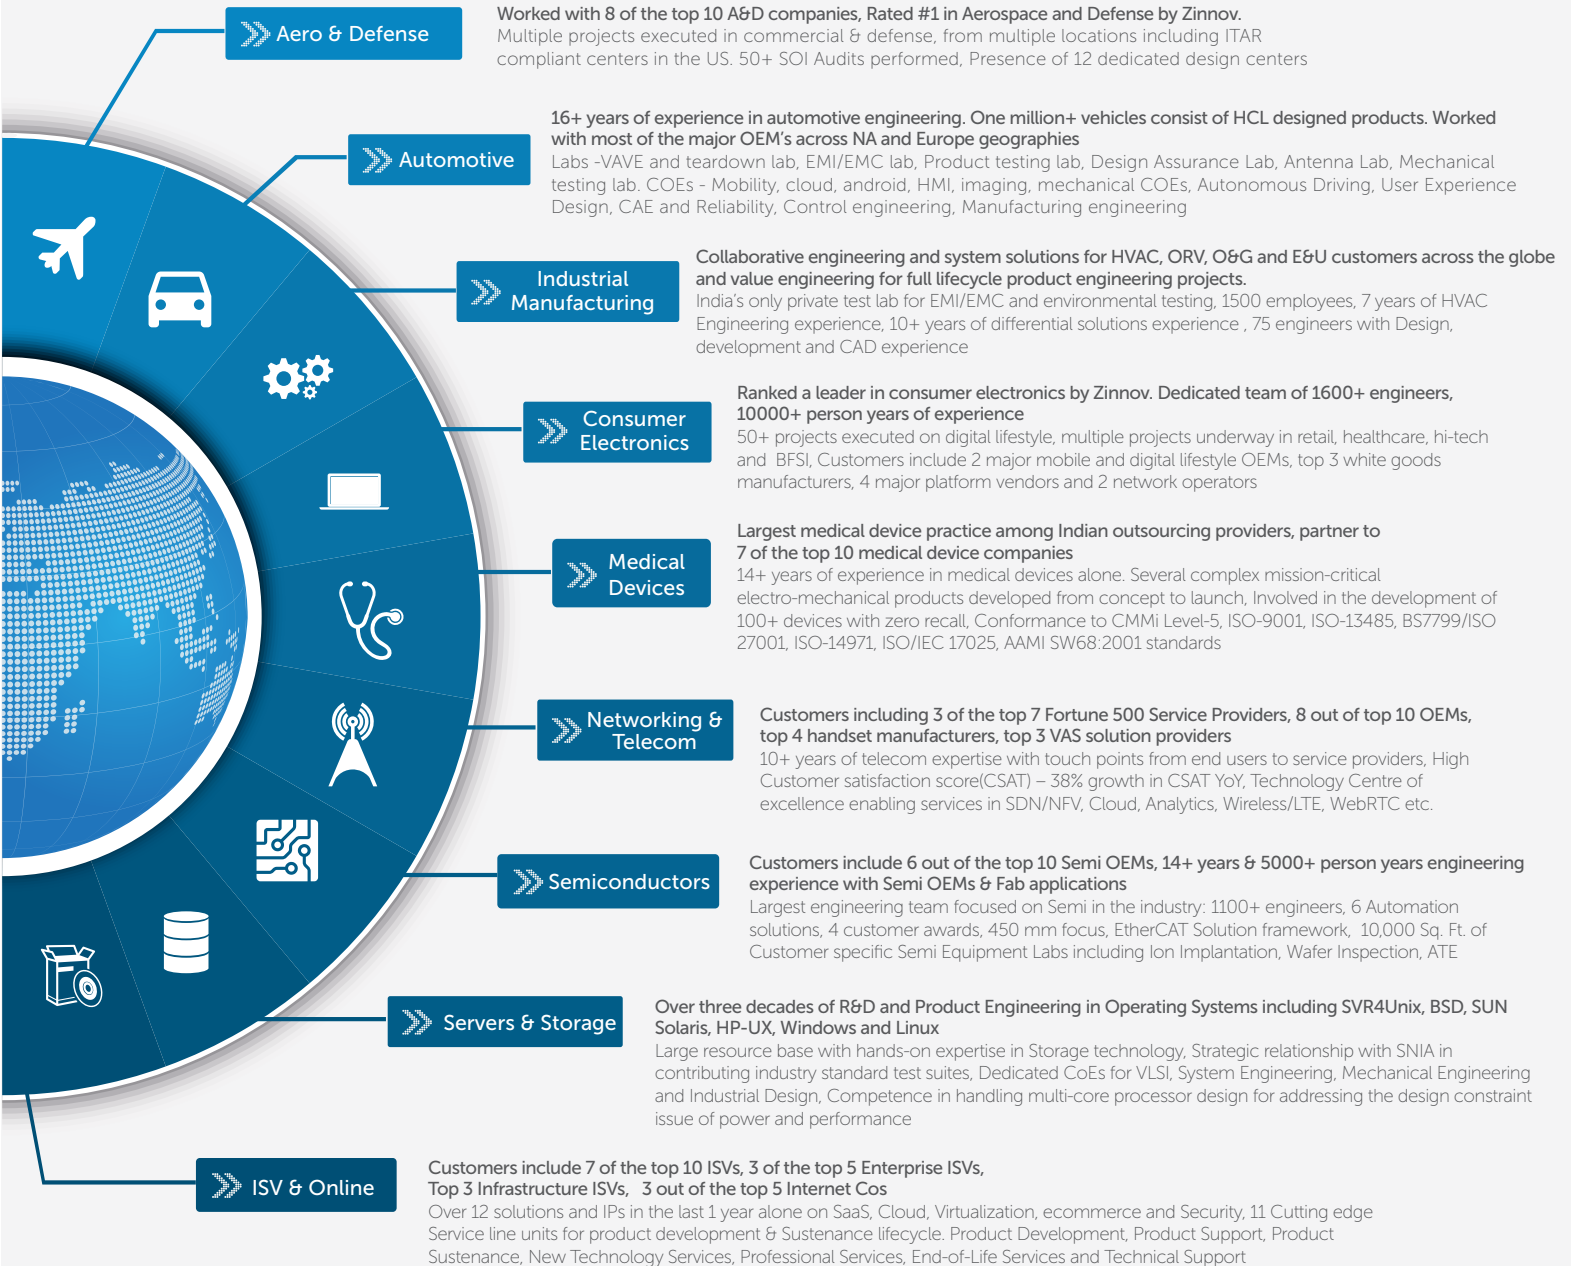 Aero & Defense
Worked with 8 of the top 10 A&D companies, Rated #1 in Aerospace and Defense by Zinnov.
Multiple projects executed in commercial & defense, from multiple locations including ITAR
compliant centers in the US. 50+ SOI Audits performed, Presence of 12 dedicated design centers
Automotive
16+ years of experience in automotive engineering. One million+ vehicles consist of HCL designed products. Worked
with most of the major OEM's across NA and Europe geographies
Labs -VAVE and teardown lab, EMI/EMC lab, Product testing lab, Design Assurance Lab, Antenna Lab, Mechanical
testing lab. COEs - Mobility, cloud, android, HMI, imaging, mechanical COEs, Autonomous Driving, User Experience
Design, CAE and Reliability, Control engineering, Manufacturing engineering
Industrial
Manufacturing
Collaborative engineering and system solutions for HVAC, ORV, O&G and E&U customers across the globe
and value engineering for full lifecycle product engineering projects.
India's only private test lab for EMI/EMC and environmental testing, 1500 employees, 7 years of HVAC
Engineering experience, 10+ years of differential solutions experience , 75 engineers with Design,
development and CAD experience
Consumer
Electronics
Ranked a leader in consumer electronics by Zinnov. Dedicated team of 1600+ engineers,
10000+ person years of experience
50+ projects executed on digital lifestyle, multiple projects underway in retail, healthcare, hi-tech
and BFSI, Customers include 2 major mobile and digital lifestyle OEMs, top 3 white goods
manufacturers, 4 major platform vendors and 2 network operators
Medical
Devices
Largest medical device practice among Indian outsourcing providers, partner to
7 of the top 10 medical device companies
14+ years of experience in medical devices alone. Several complex mission-critical
electro-mechanical products developed from concept to launch, Involved in the development of
100+ devices with zero recall, Conformance to CMMi Level-5, ISO-9001, ISO-13485, BS7799/ISO
27001, ISO-14971, ISO/IEC 17025, AAMI SW68:2001 standards
Networking &
Telecom
Customers including 3 of the top 7 Fortune 500 Service Providers, 8 out of top 10 OEMs,
top 4 handset manufacturers, top 3 VAS solution providers
10+ years of telecom expertise with touch points from end users to service providers, High
Customer satisfaction score(CSAT) – 38% growth in CSAT YoY, Technology Centre of
excellence enabling services in SDN/NFV, Cloud, Analytics, Wireless/LTE, WebRTC etc.
Semiconductors
Customers include 6 out of the top 10 Semi OEMs, 14+ years & 5000+ person years engineering
experience with Semi OEMs & Fab applications
Largest engineering team focused on Semi in the industry: 1100+ engineers, 6 Automation
solutions, 4 customer awards, 450 mm focus, EtherCAT Solution framework, 10,000 Sq. Ft. of
Customer specific Semi Equipment Labs including Ion Implantation, Wafer Inspection, ATE
Servers & Storage
Over three decades of R&D and Product Engineering in Operating Systems including SVR4Unix, BSD, SUN
Solaris, HP-UX, Windows and Linux
Large resource base with hands-on expertise in Storage technology, Strategic relationship with SNIA in
contributing industry standard test suites, Dedicated CoEs for VLSI, System Engineering, Mechanical Engineering
and Industrial Design, Competence in handling multi-core processor design for addressing the design constraint
issue of power and performance
ISV & Online
Customers include 7 of the top 10 ISVs, 3 of the top 5 Enterprise ISVs,
Top 3 Infrastructure ISVs, 3 out of the top 5 Internet Cos
Over 12 solutions and IPs in the last 1 year alone on SaaS, Cloud, Virtualization, ecommerce and Security, 11 Cutting edge
Service line units for product development & Sustenance lifecycle. Product Development, Product Support, Product
Sustenance, New Technology Services, Professional Services, End-of-Life Services and Technical Support